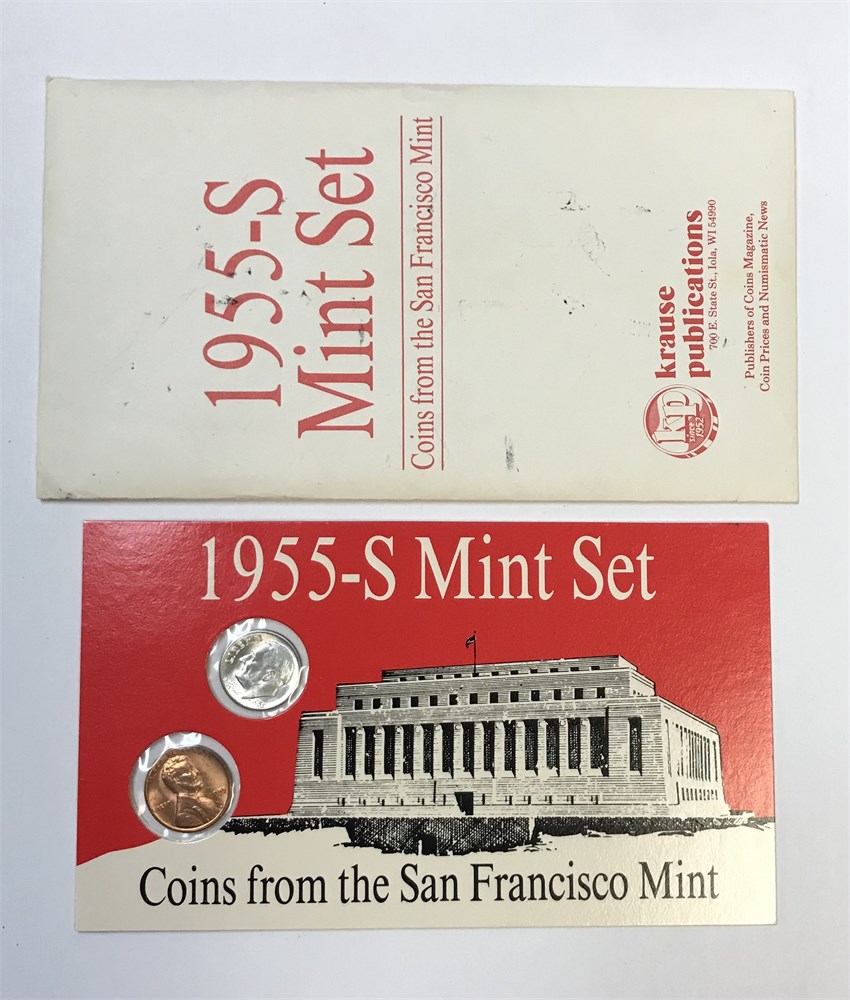 1955-S
Mint Set
Coins from the San Francisco Mint
kp
since
1952
krause
publications
700 E. State St., Iola, WI 54990
Publishers of Coins Magazine,
Coin Prices and Numismatic News
1955-S Mint Set
LIBERTY
Coins from the San Francisco Mint